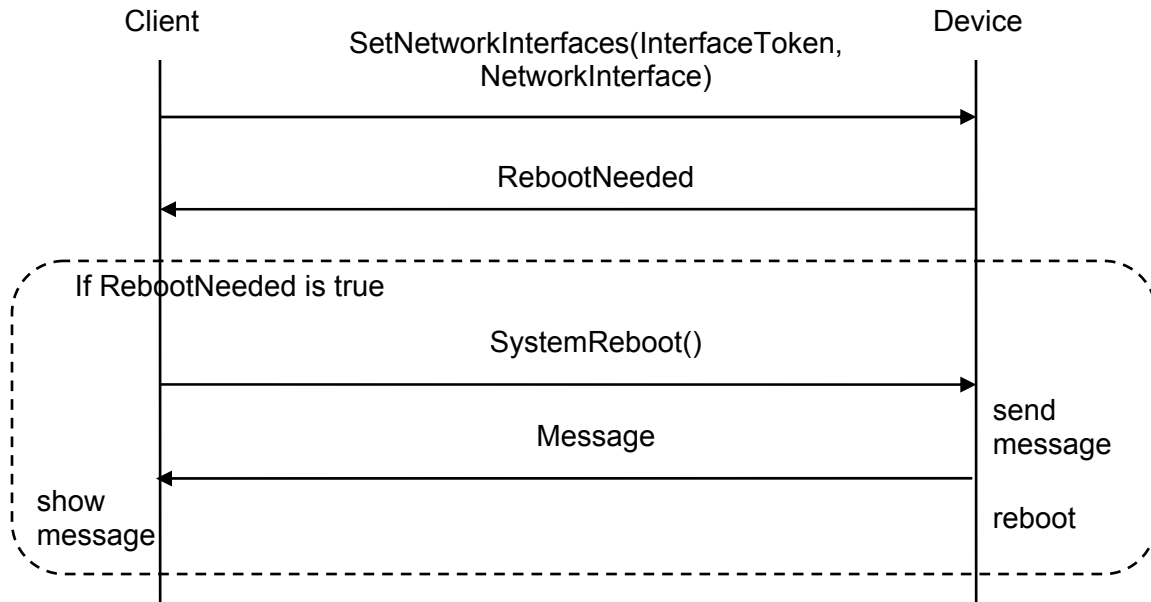 Client
Device
SetNetworkInterfaces(InterfaceToken,
NetworkInterface)
RebootNeeded
If RebootNeeded is true
SystemReboot()
send
message
Message
show
message
reboot